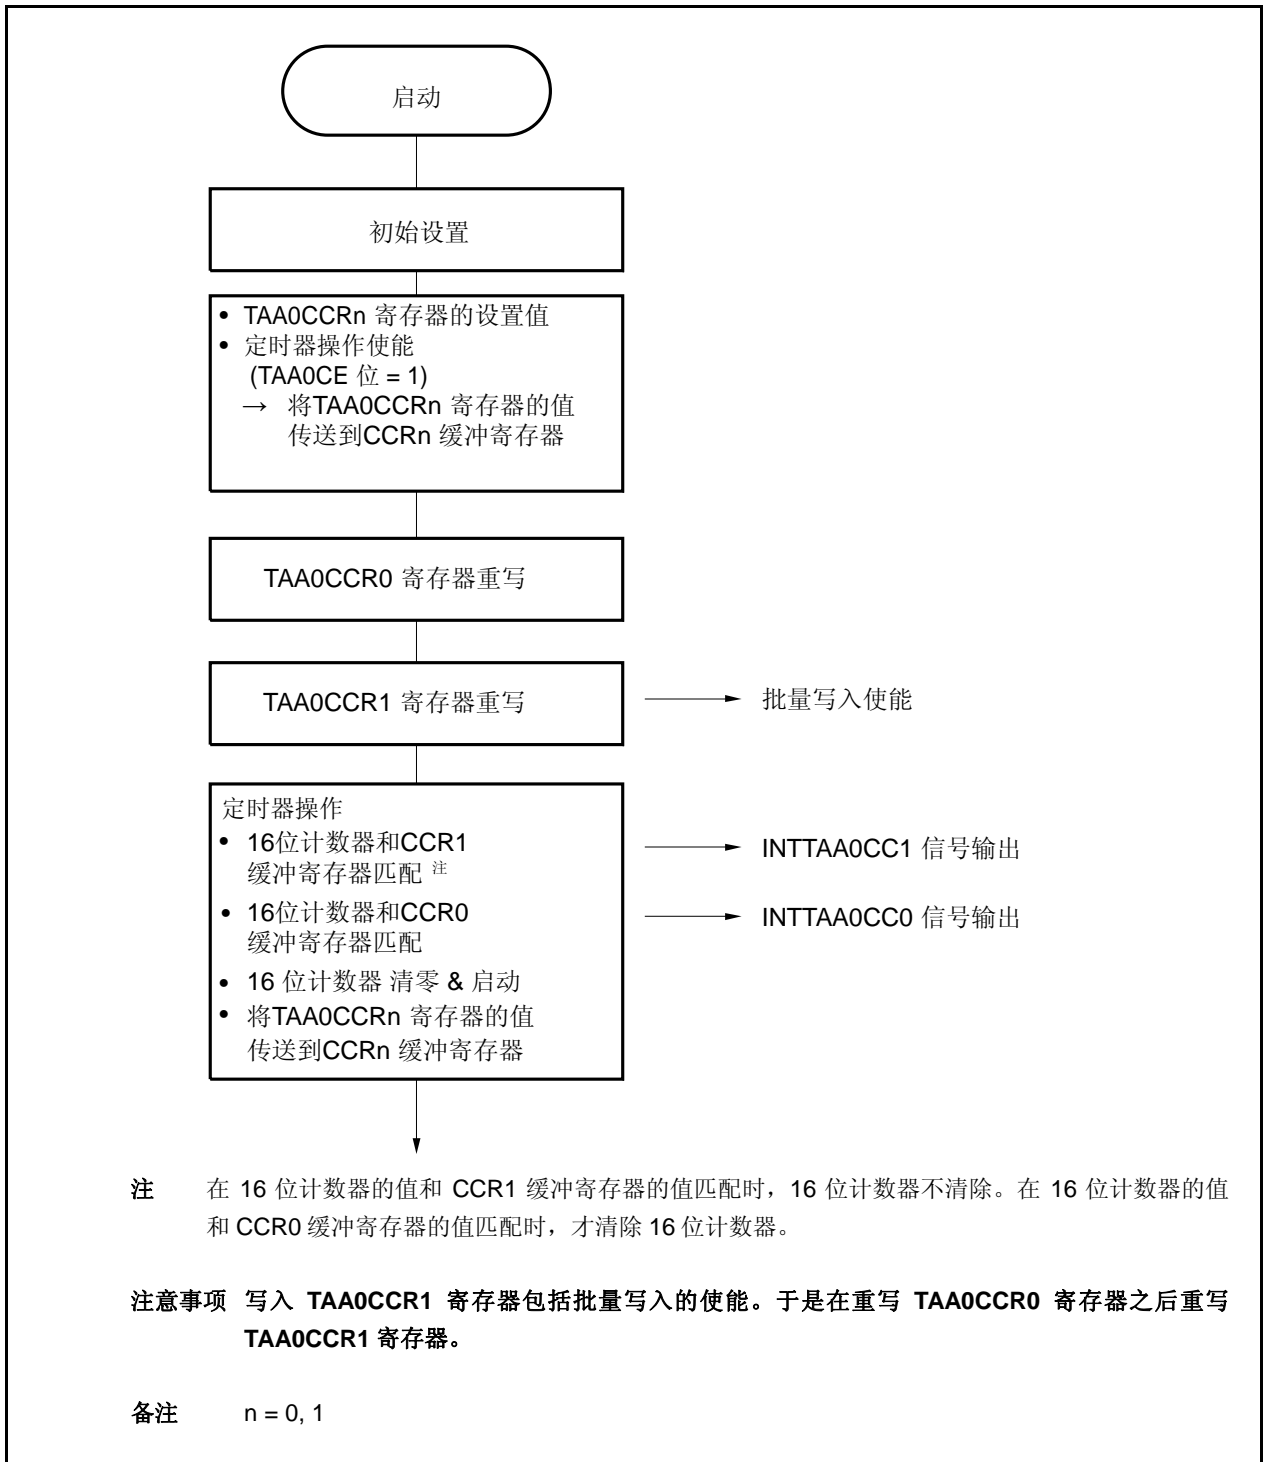 启动
初始设置
• TAA0CCRn 寄存器的设置值
• 定时器操作使能
(TAA0CE 位 = 1)
→ 将TAA0CCRn 寄存器的值
传送到CCRn 缓冲寄存器
TAA0CCR0 寄存器重写
TAA0CCR1 寄存器重写
批量写入使能
定时器操作
• 16位计数器和CCR1
缓冲寄存器匹配 注
INTTAA0CC1 信号输出
• 16位计数器和CCR0
缓冲寄存器匹配
INTTAA0CC0 信号输出
• 16 位计数器 清零 & 启动
• 将TAA0CCRn 寄存器的值
传送到CCRn 缓冲寄存器
注 在 16 位计数器的值和 CCR1 缓冲寄存器的值匹配时，16 位计数器不清除。在 16 位计数器的值
和 CCR0 缓冲寄存器的值匹配时，才清除 16 位计数器。
注意事项 写入 TAA0CCR1 寄存器包括批量写入的使能。于是在重写 TAA0CCR0 寄存器之后重写
TAA0CCR1 寄存器。
备注 n = 0, 1